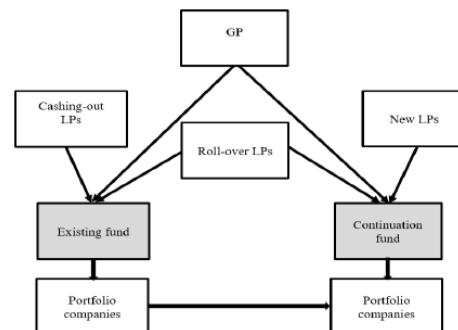 GP
Cashing-out
LPs
Roll-over LPs
New LPs
Existing fund
Continuation
fund
Portfolio
companies
Portfolio
companies